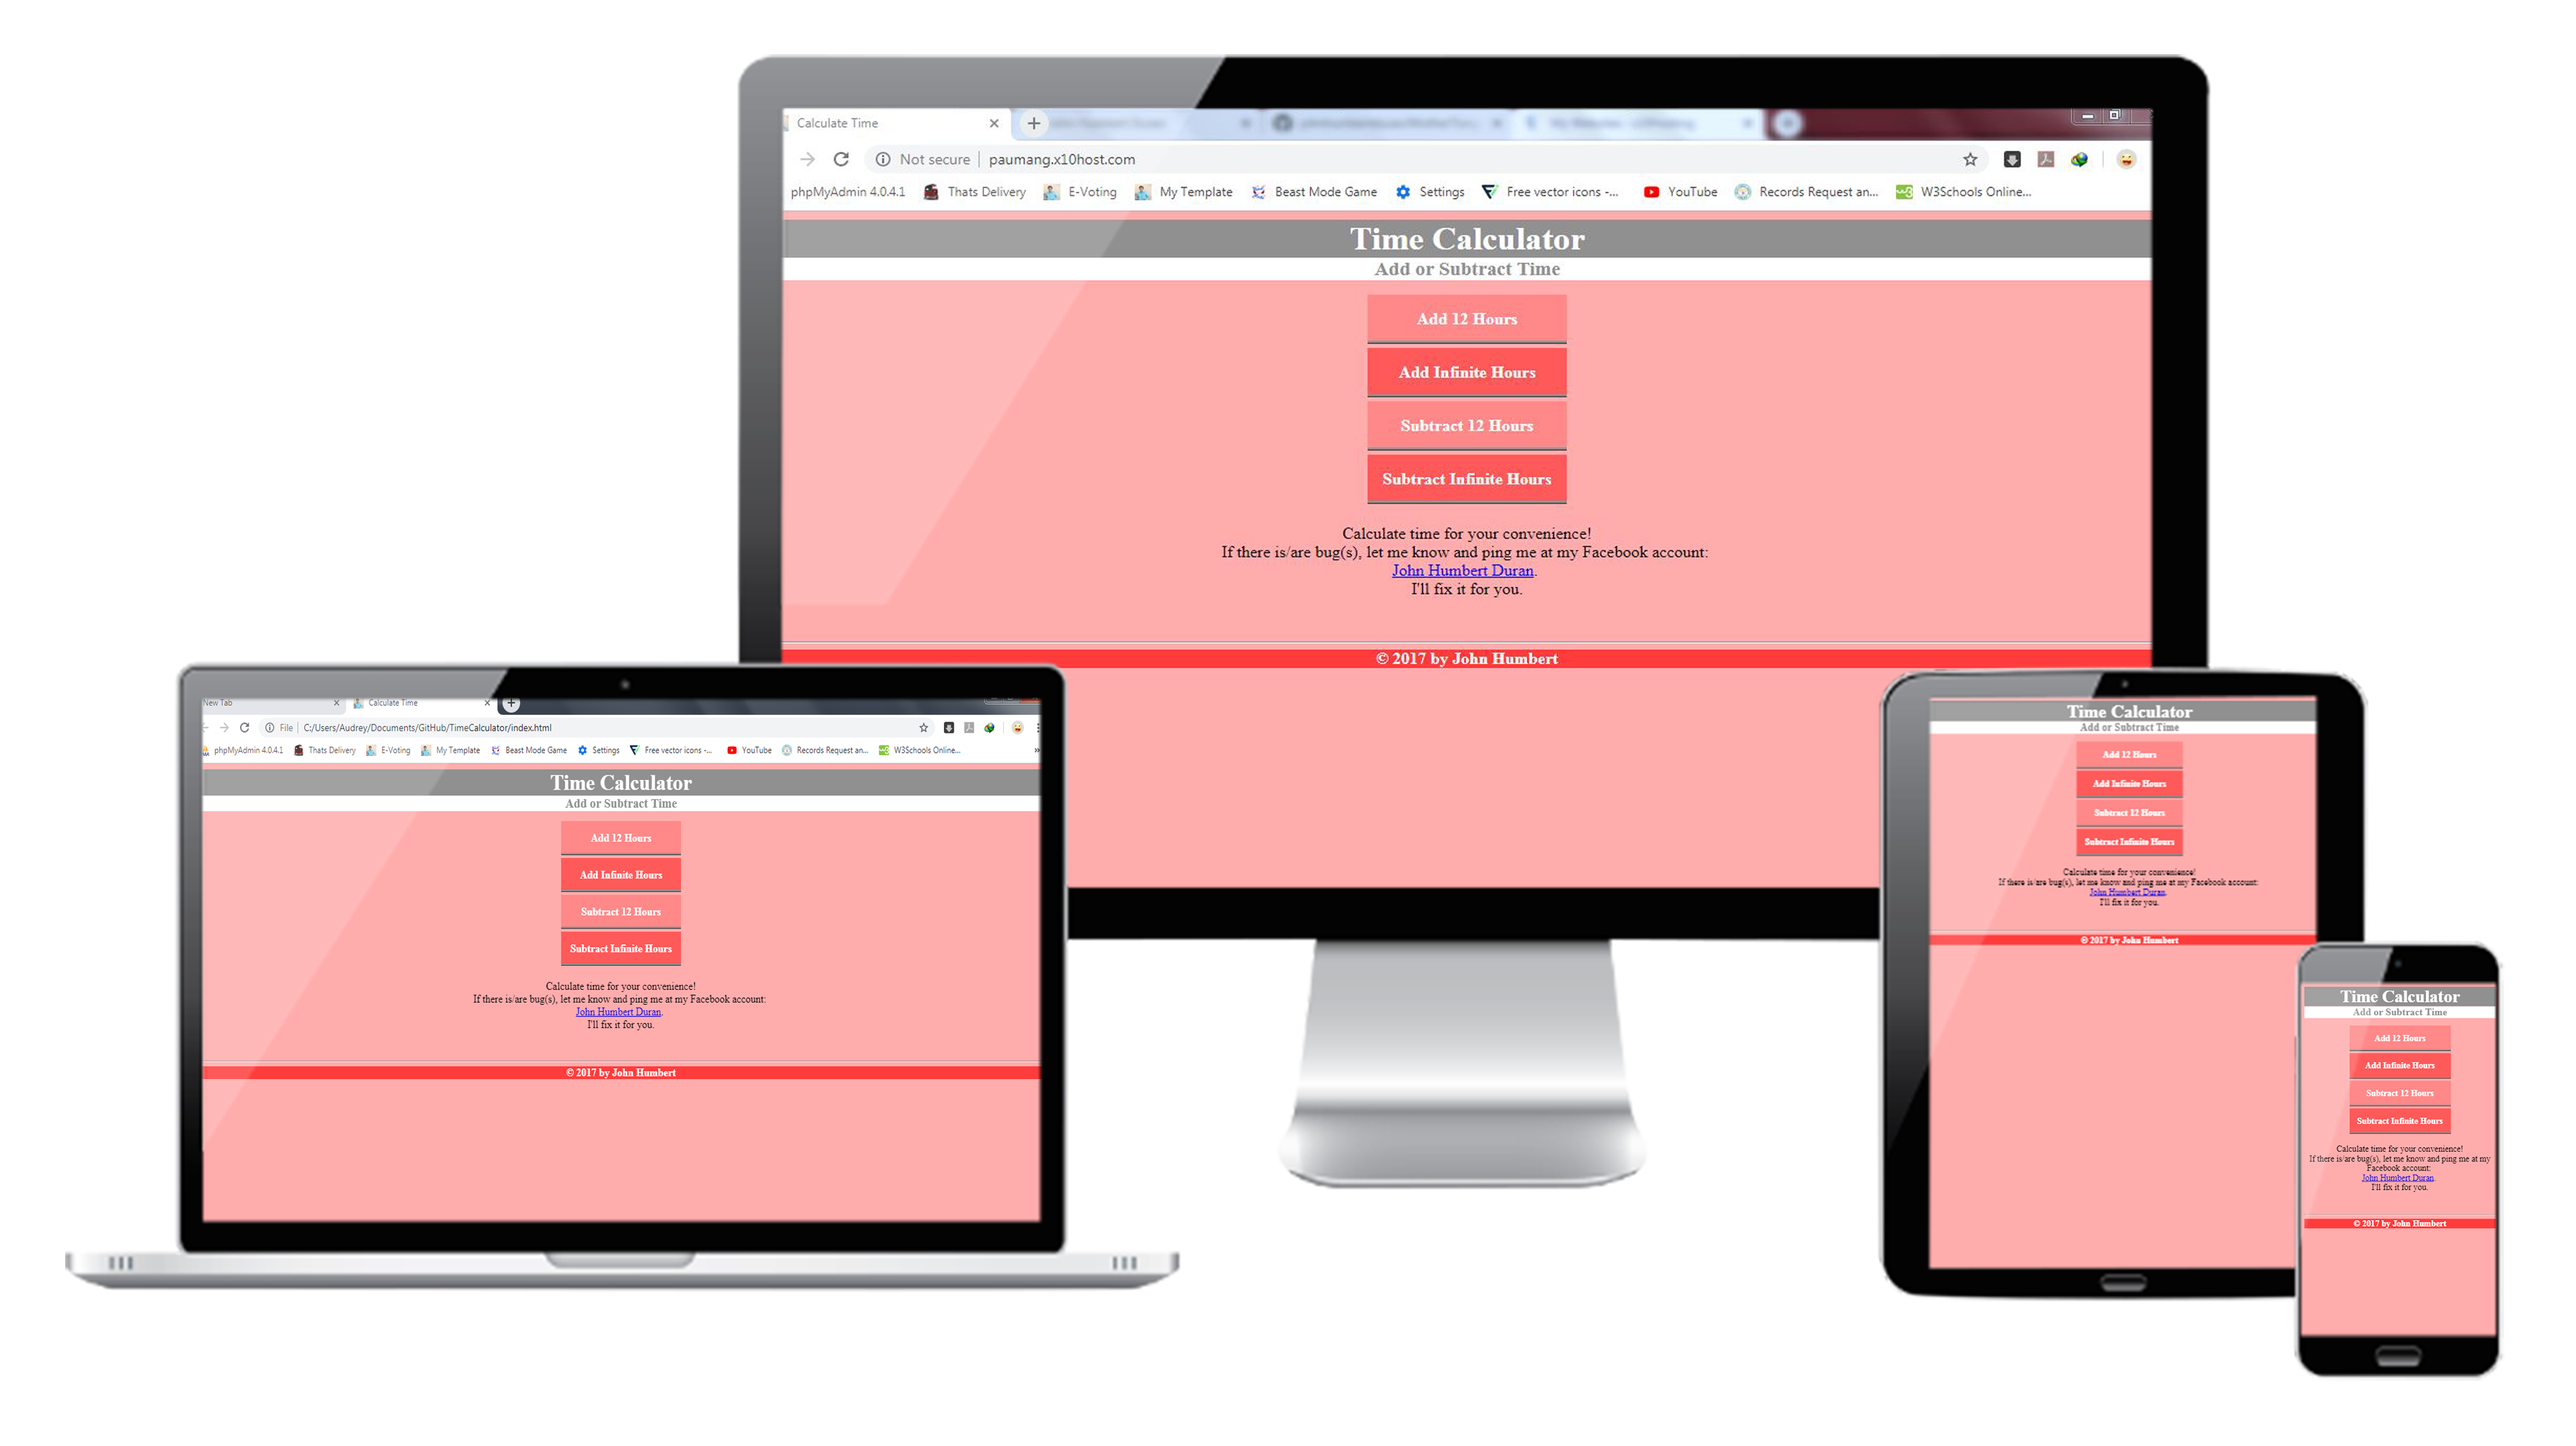 Calculate Time
Not secure paumang.x10host.com
phpMyAdmin 4.0.4.1 Thats Delivery E-Voting My Template Beast Mode Game Settings Free vector icons -... YouTube Records Request an... W3Schools Online...
Time Calculator
Add or Subtract Time
Add 12 Hours
Add Infinite Hours
Subtract 12 Hours
Subtract Infinite Hours
Calculate time for your convenience!
If there is/are bug(s), let me know and ping me at my Facebook account:
John Humbert Duran.
I'll fix it for you.
© 2017 by John Humbert
New Tab Calculate Time
File C:/Users/Audrey/Documents/GitHub/TimeCalculator/index.html
phpMyAdmin 4.0.4.1 Thats Delivery E-Voting My Template Beast Mode Game Settings Free vector icons -... YouTube Records Request an... W3Schools Online... »
Time Calculator
Add or Subtract Time
Add 12 Hours
Add Infinite Hours
Subtract 12 Hours
Subtract Infinite Hours
Calculate time for your convenience!
If there is/are bug(s), let me know and ping me at my Facebook account:
John Humbert Duran.
I'll fix it for you.
© 2017 by John Humbert
Time Calculator
Add or Subtract Time
Add 12 Hours
Add Infinite Hours
Subtract 12 Hours
Subtract Infinite Hours
Calculate time for your convenience!
If there is/are bug(s), let me know and ping me at my Facebook account:
John Humbert Duran.
I'll fix it for you.
© 2017 by John Humbert
Time Calculator
Add or Subtract Time
Add 12 Hours
Add Infinite Hours
Subtract 12 Hours
Subtract Infinite Hours
Calculate time for your convenience!
If there is/are bug(s), let me know and ping me at my
Facebook account:
John Humbert Duran.
I'll fix it for you.
© 2017 by John Humbert